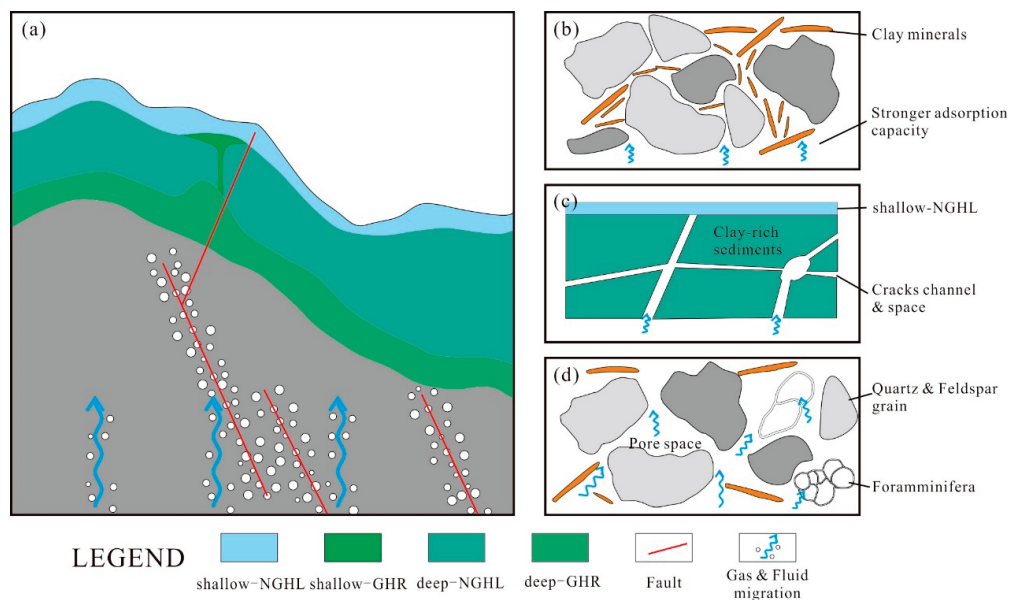 (a)
(b)
Clay minerals
Stronger adsorption
capacity
(c)
shallow-NGHL
Clay-rich
sediments
Cracks channel
& space
(d)
Quartz & Feldspar
grain
Pore space
Foramminifera
LEGEND
shallow-NGHL
shallow-GHR
deep-NGHL
deep-GHR
Fault
Gas & Fluid
migration